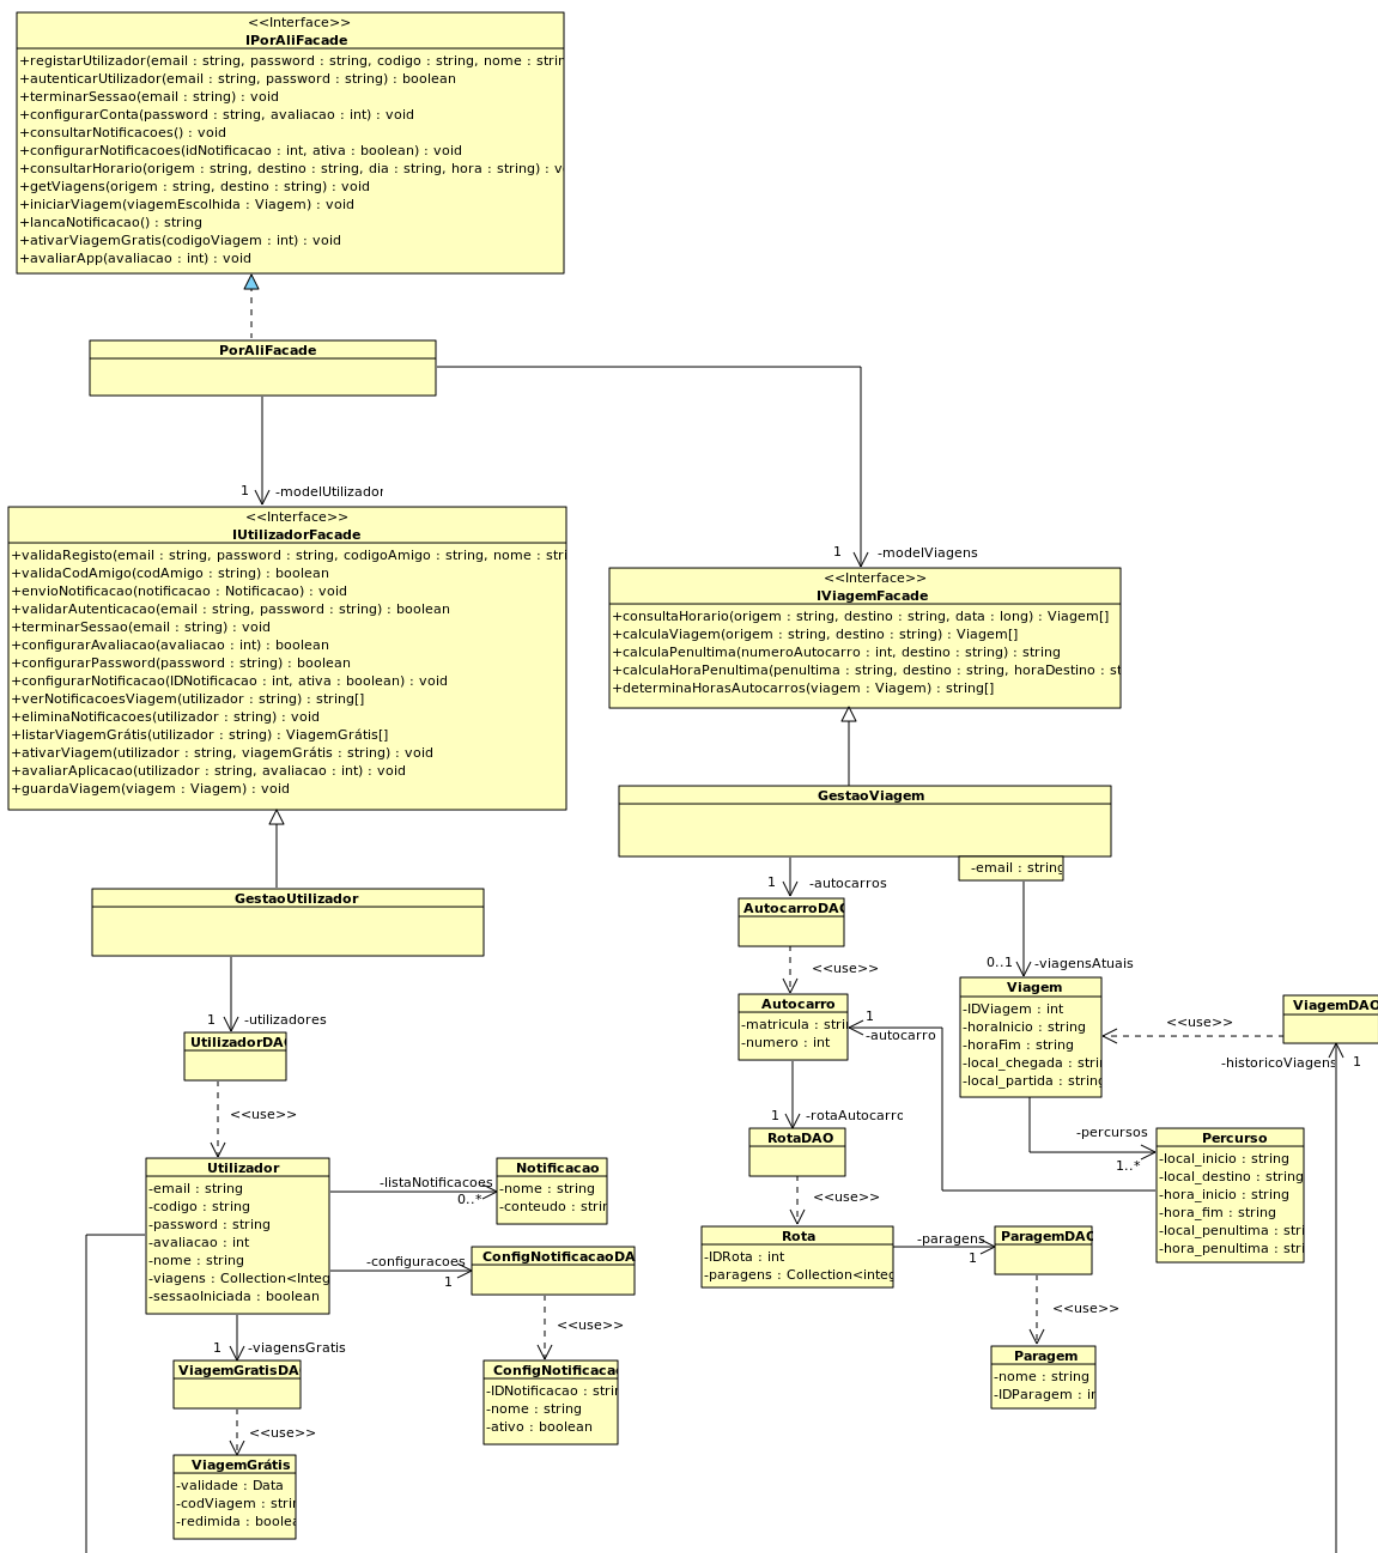 <<Interface>>
IPorAliFacade
+registarUtilizador(email : string, password : string, codigo : string, nome : strin
+autenticarUtilizador(email : string, password : string) : boolean
+terminarSessao(email : string) : void
+configurarConta(password : string, avaliacao : int) : void
+consultarNotificacoes() : void
+configurarNotificacoes(idNotificacao : int, ativa : boolean) : void
+consultarHorario(origem : string, destino : string, dia : string, hora : string) : v
+getViagens(origem : string, destino : string) : void
+iniciarViagem(viagemEscolhida : Viagem) : void
+lancaNotificacao() : string
+ativarViagemGratis(codigoViagem : int) : void
+avaliarApp(avaliacao : int) : void
PorAliFacade
1
-modelUtilizador
1
-modelViagens
<<Interface>>
IUtilizadorFacade
+validaRegisto(email : string, password : string, codigoAmigo : string, nome : stri
+validaCodAmigo(codAmigo : string) : boolean
+envioNotificacao(notificacao : Notificacao) : void
+validarAutenticacao(email : string, password : string) : boolean
+terminarSessao(email : string) : void
+configurarAvaliacao(avaliacao : int) : boolean
+configurarPassword(password : string) : boolean
+configurarNotificacao(IDNotificacao : int, ativa : boolean) : void
+verNotificacoesViagem(utilizador : string) : string[]
+eliminaNotificacoes(utilizador : string) : void
+listarViagemGrátis(utilizador : string) : ViagemGrátis[]
+ativarViagem(utilizador : string, viagemGrátis : string) : void
+avaliarAplicacao(utilizador : string, avaliacao : int) : void
+guardaViagem(viagem : Viagem) : void
<<Interface>>
IViagemFacade
+consultaHorario(origem : string, destino : string, data : long) : Viagem[]
+calculaViagem(origem : string, destino : string) : Viagem[]
+calculaPenultima(numeroAutocarro : int, destino : string) : string
+calculaHoraPenultima(penultima : string, destino : string, horaDestino : st
+determinaHorasAutocarros(viagem : Viagem) : string[]
GestaoViagem
-email : string
GestaoUtilizador
1
-autocarros
AutocarroDAO
<<use>>
0..1
-viagensAtuais
Autocarro
-matricula : strin
-numero : int
1
-autocarro
Viagem
-IDViagem : int
-horaInicio : string
-horaFim : string
-local_chegada : strin
-local_partida : string
<<use>>
ViagemDAO
-historicoViagens
1
1
-utilizadores
UtilizadorDAO
<<use>>
1
-rotaAutocarro
RotaDAO
<<use>>
-percursos
1..*
Percurso
-local_inicio : string
-local_destino : string
-hora_inicio : string
-hora_fim : string
-local_penultima : stri
-hora_penultima : stri
Utilizador
-email : string
-codigo : string
-password : string
-avaliacao : int
-nome : string
-viagens : Collection<Integ
-sessaoIniciada : boolean
-listaNotificacoes
0..*
Notificacao
-nome : string
-conteudo : strin
-configuracoes
1
ConfigNotificacaoDA
<<use>>
ConfigNotificacao
-IDNotificacao : strin
-nome : string
-ativo : boolean
Rota
-IDRota : int
-paragens : Collection<integ
-paragens
1
ParagemDAO
<<use>>
Paragem
-nome : string
-IDParagem : in
1
-viagensGratis
ViagemGratisDA
<<use>>
ViagemGrátis
-validade : Data
-codViagem : strin
-redimida : boolea